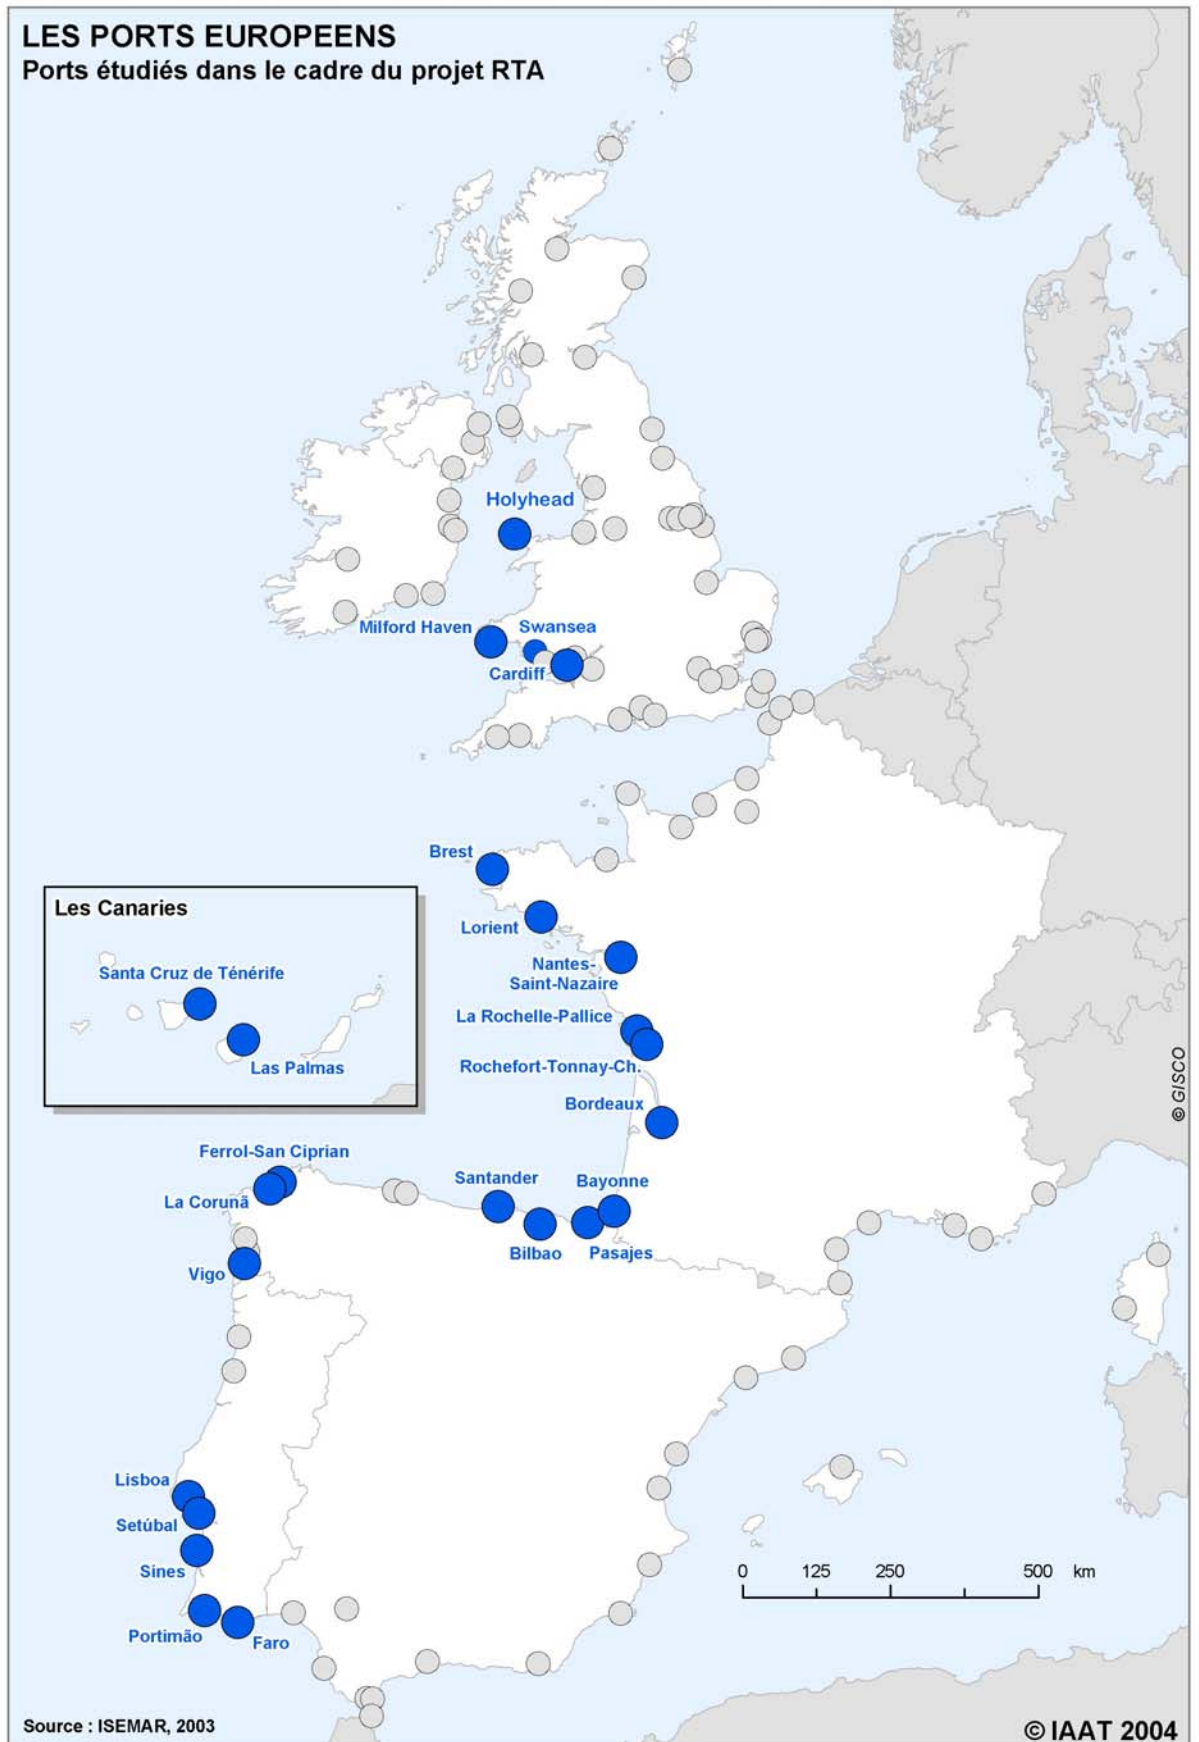 LES PORTS EUROPEENS
Ports étudiés dans le cadre du projet RTA
Holyhead
Milford Haven
Swansea
Cardiff
Brest
Lorient
Nantes-
Saint-Nazaire
La Rochelle-Pallice
Rochefort-Tonnay-Ch.
Bordeaux
Les Canaries
Santa Cruz de Ténérife
Las Palmas
© GISCO
Ferrol-San Ciprian
La Corunã
Santander
Bayonne
Bilbao
Pasajes
Vigo
Lisboa
Setúbal
Sines
Portimão
Faro
0 125 250 500 km
Source : ISEMAR, 2003
© IAAT 2004